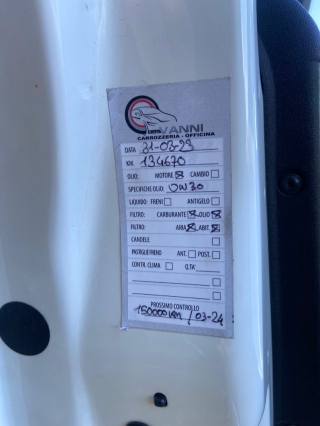 VANNI
CARROZZERIA - OFFICINA
DATA 31-03-23
KM. 134670
OLIO: MOTORE CAMBIO
SPECIFICHE OLIO: 0W30
LIQUIDO: FRENI ANTIGELO
FILTRO: CARBURANTE OLIO
FILTRO: ARIA ABIT.
CANDELE
PASTIGLIE FRENO ANT. POST.
CONTR. CLIMA Q.TA'
PROSSIMO CONTROLLO
150000 KM / 03-24